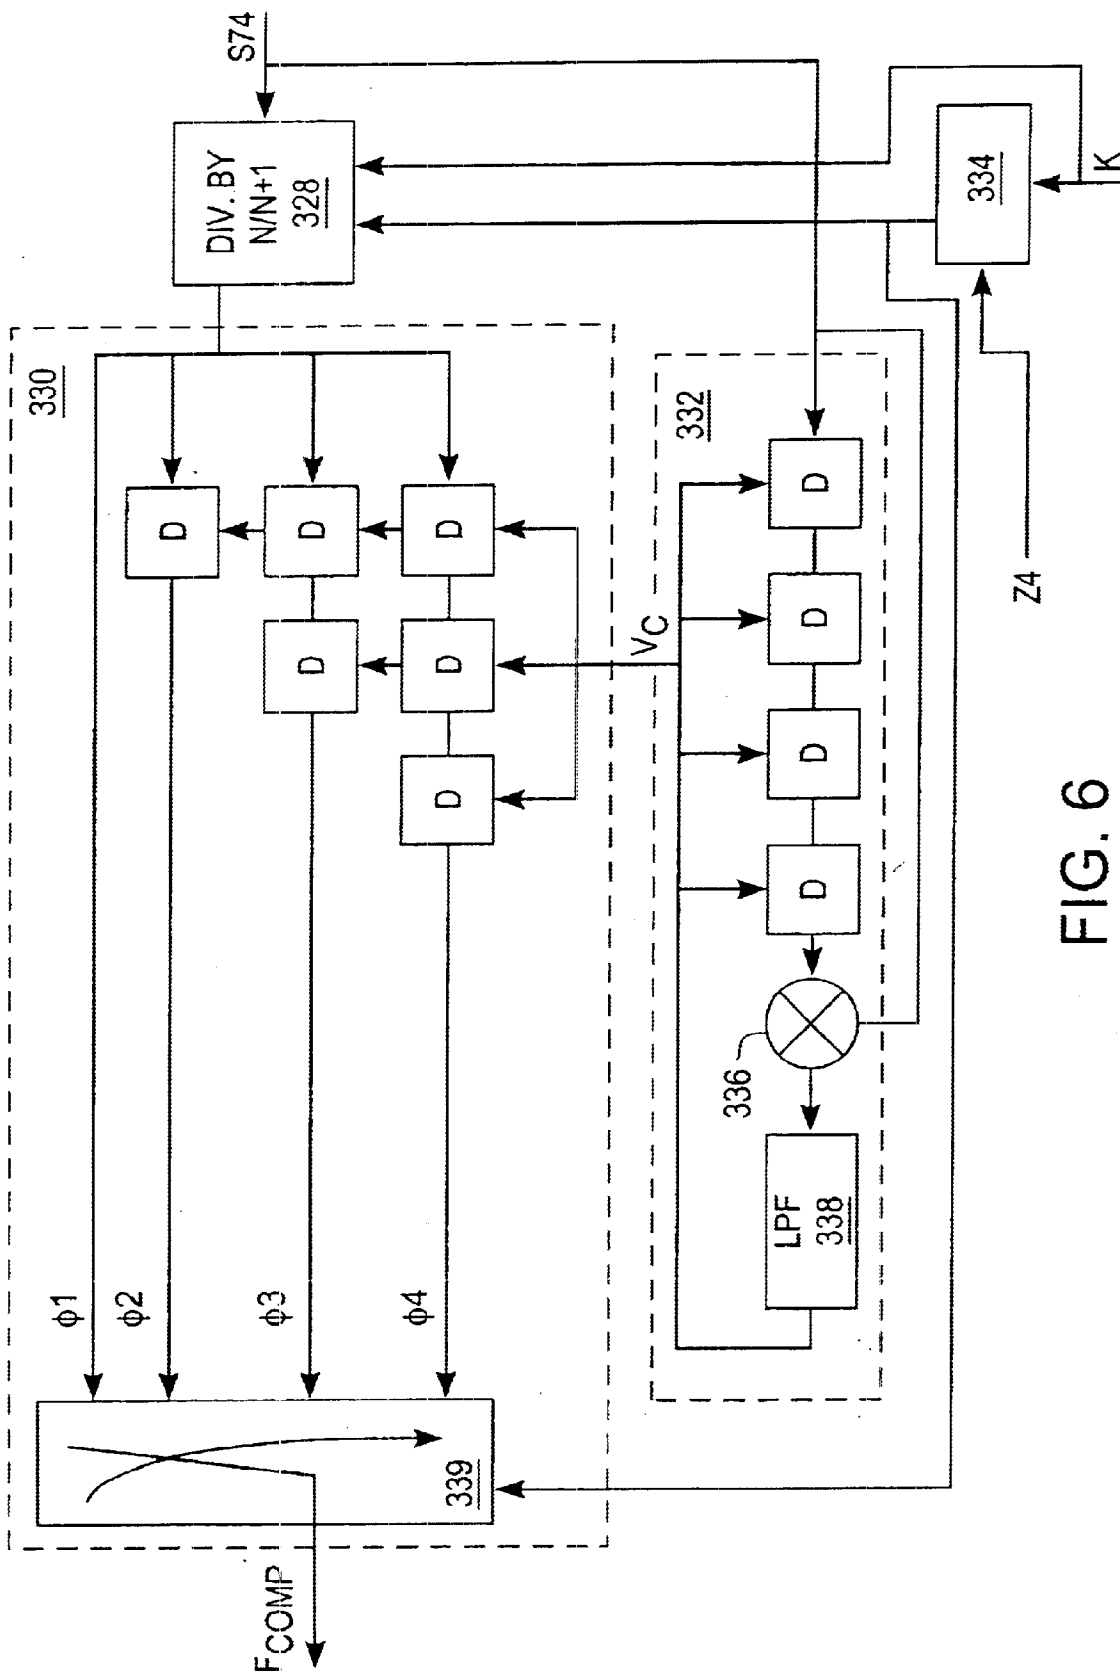 S74
DIV. BY
N/N+1
328
330
D
D
D
D
D
D
ϕ1
ϕ2
ϕ3
ϕ4
339
FCOMP
VC
332
D
D
D
D
336
LPF
338
334
K
Z4
FIG. 6